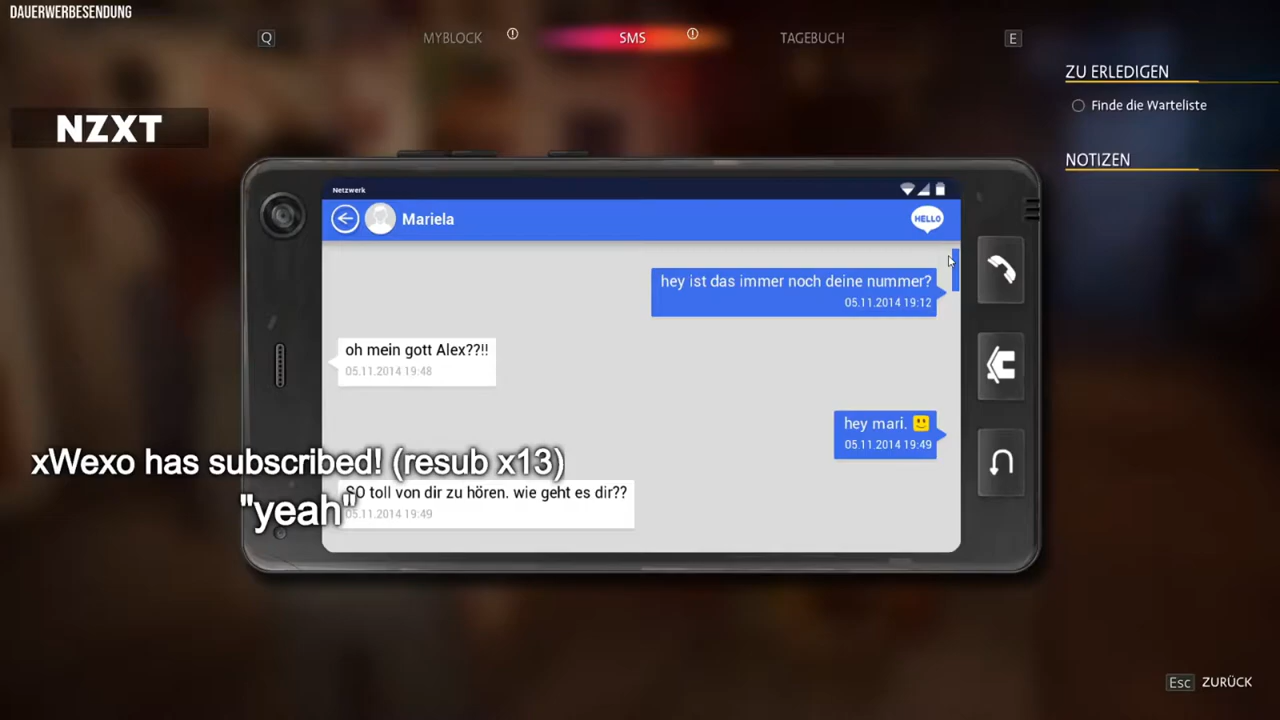 DAUERWERBESENDUNG
Q
MYBLOCK
SMS
TAGEBUCH
E
ZU ERLEDIGEN
Finde die Warteliste
NOTIZEN
NZXT
Netzwerk
Mariela
HELLO
hey ist das immer noch deine nummer?
05.11.2014 19:12
oh mein gott Alex??!!
05.11.2014 19:48
hey mari. 🙂
05.11.2014 19:49
xWexo has subscribed! (resub x13)
"yeah"
SO toll von dir zu hören. wie geht es dir??
05.11.2014 19:49
Esc ZURÜCK